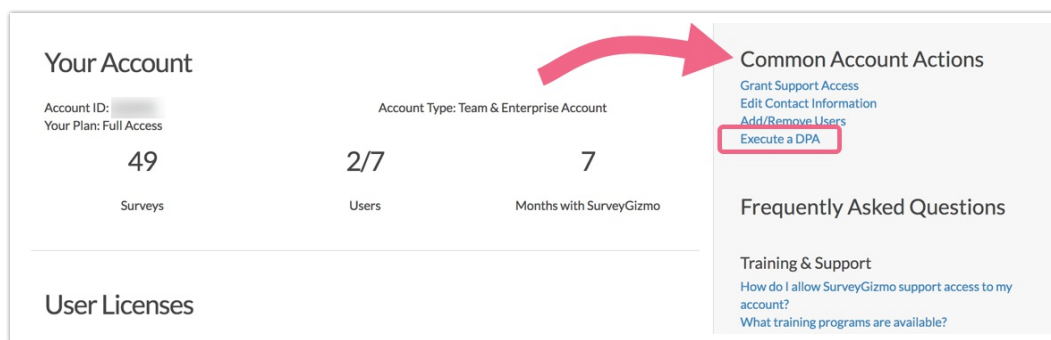 Your Account
Account ID:
Your Plan: Full Access
Account Type: Team & Enterprise Account
49
2/7
7
Surveys
Users
Months with SurveyGizmo
User Licenses
Common Account Actions
Grant Support Access
Edit Contact Information
Add/Remove Users
Execute a DPA
Frequently Asked Questions
Training & Support
How do I allow SurveyGizmo support access to my
account?
What training programs are available?